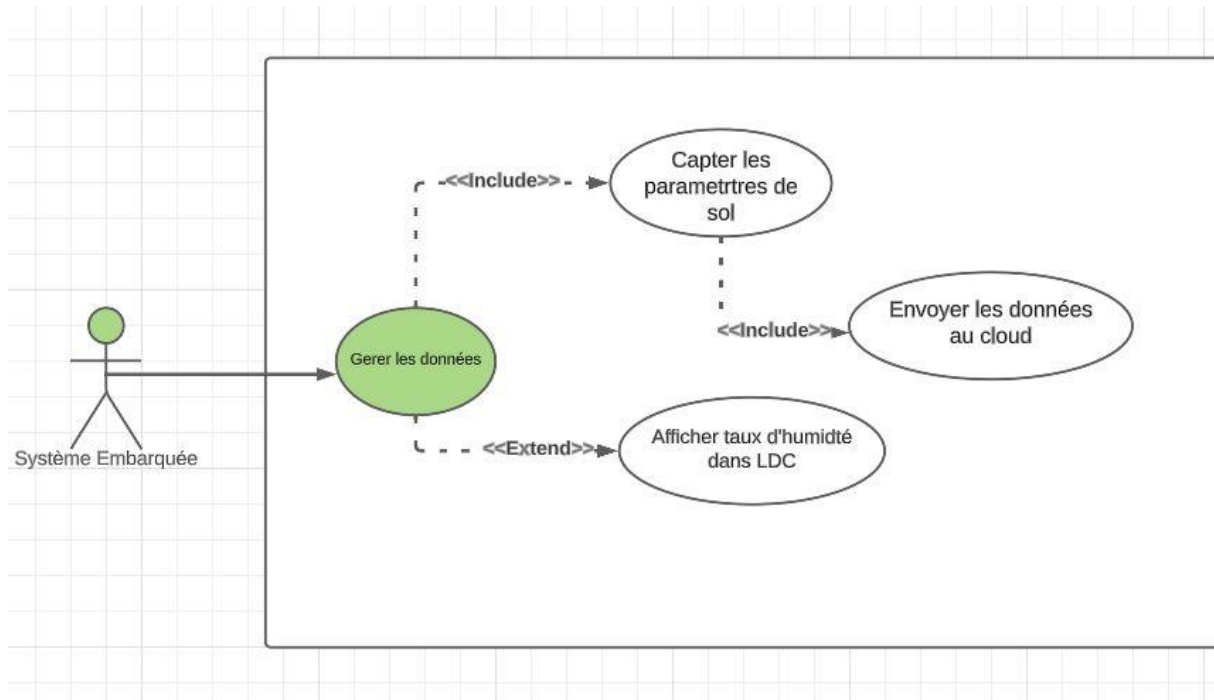 Capter les
parametrtres de
sol
<<Include>>
Envoyer les données
au cloud
<<Include>>
Gerer les données
Afficher taux d'humidté
dans LDC
<<Extend>>
Système Embarquée